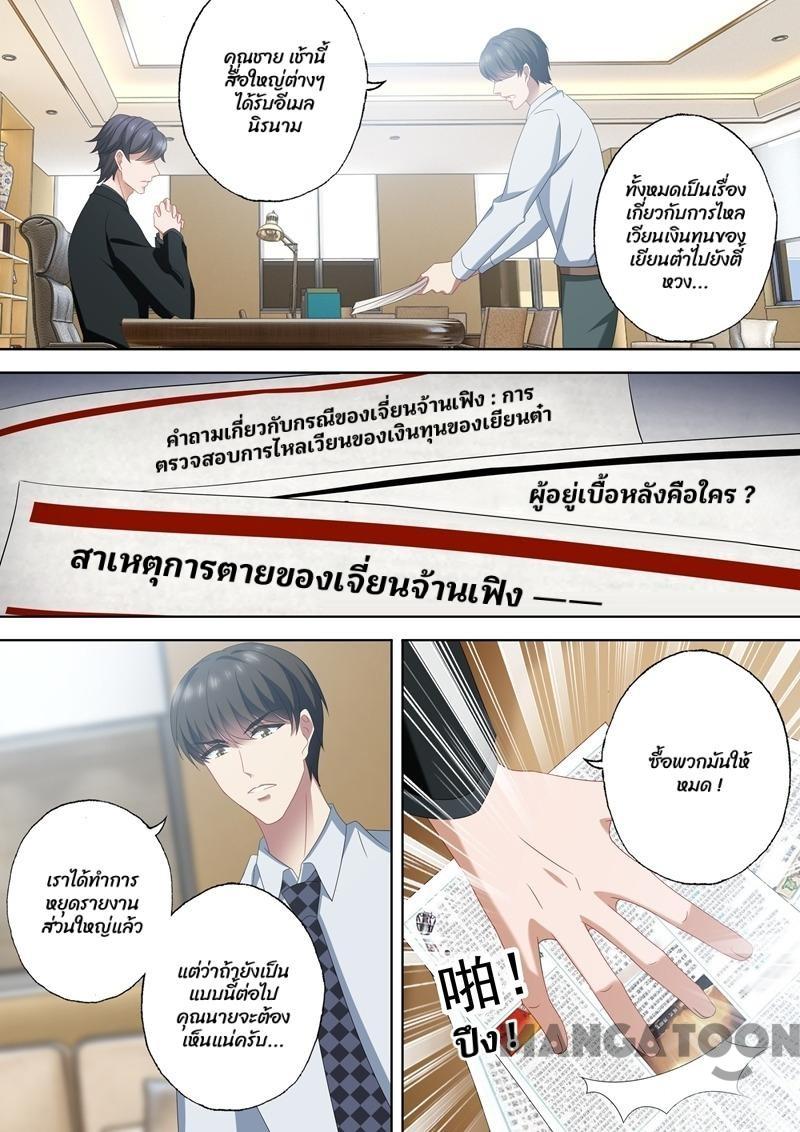 คุณชาย เช้านี้
สื่อใหญ่ต่างๆ
ได้รับอีเมล
นิรนาม
ทั้งหมดเป็นเรื่อง
เกี่ยวกับการไหล
เวียนเงินทุนของ
เยียนต๋าไปยังตี้
หวง...
คำถามเกี่ยวกับกรณีของเจี่ยนจ้านเฟิง : การ
ตรวจสอบการไหลเวียนของเงินทุนของเยียนต๋า
ผู้อยู่เบื้อหลังคือใคร ?
สาเหตุการตายของเจี่ยนจ้านเฟิง ——
เราได้ทำการ
หยุดรายงาน
ส่วนใหญ่แล้ว
แต่ว่าถ้ายังเป็น
แบบนี้ต่อไป
คุณนายจะต้อง
เห็นแน่ครับ...
ซื้อพวกมันให้
หมด !
啪!
ปึง !
MANGATOON